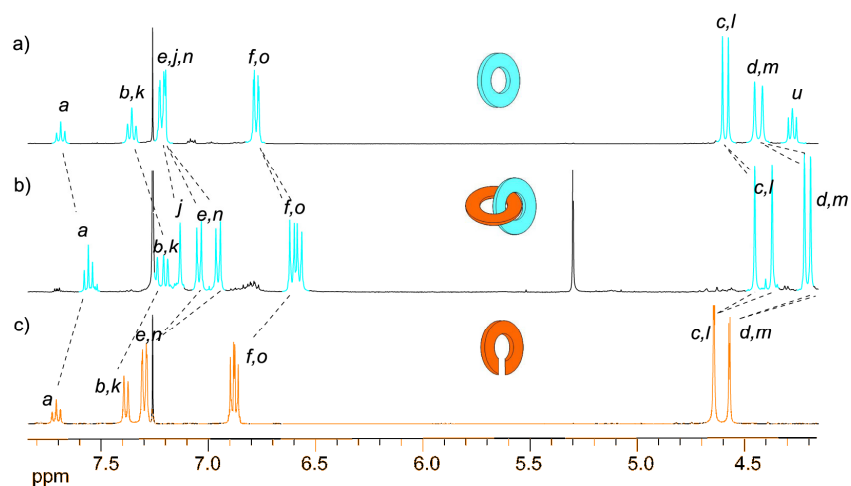 a)
a
b,k
e,j,n
f,o
c,l
d,m
u
b)
a
b,k
j
e,n
f,o
c,l
d,m
c)
a
b,k
e,n
f,o
c,l
d,m
7.5 7.0 6.5 6.0 5.5 5.0 4.5
ppm